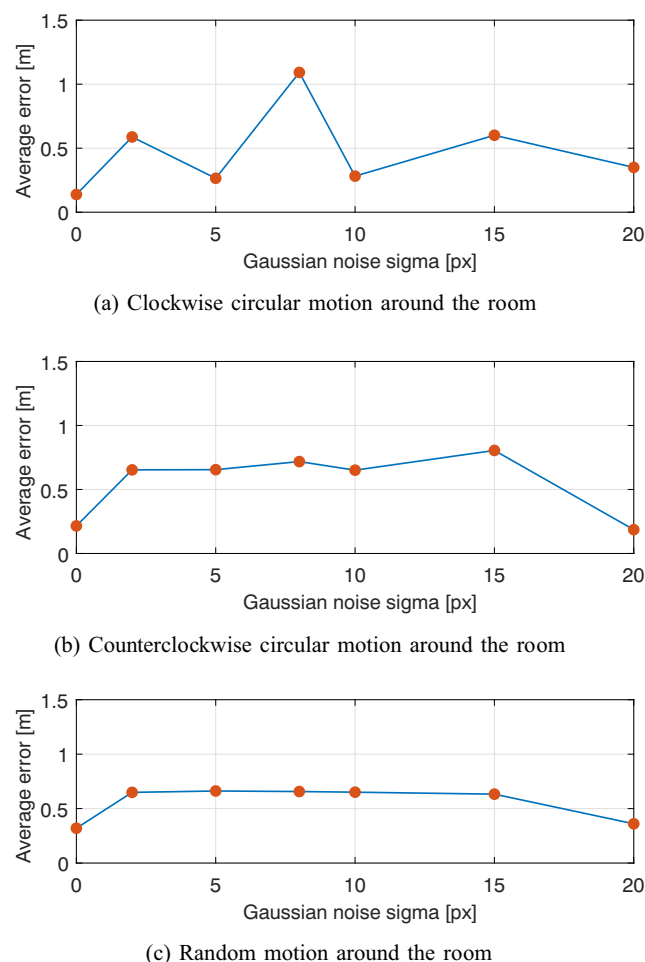 1.5
1
0.5
0
Average error [m]
0 5 10 15 20
Gaussian noise sigma [px]
(a) Clockwise circular motion around the room
1.5
1
0.5
0
Average error [m]
0 5 10 15 20
Gaussian noise sigma [px]
(b) Counterclockwise circular motion around the room
1.5
1
0.5
0
Average error [m]
0 5 10 15 20
Gaussian noise sigma [px]
(c) Random motion around the room